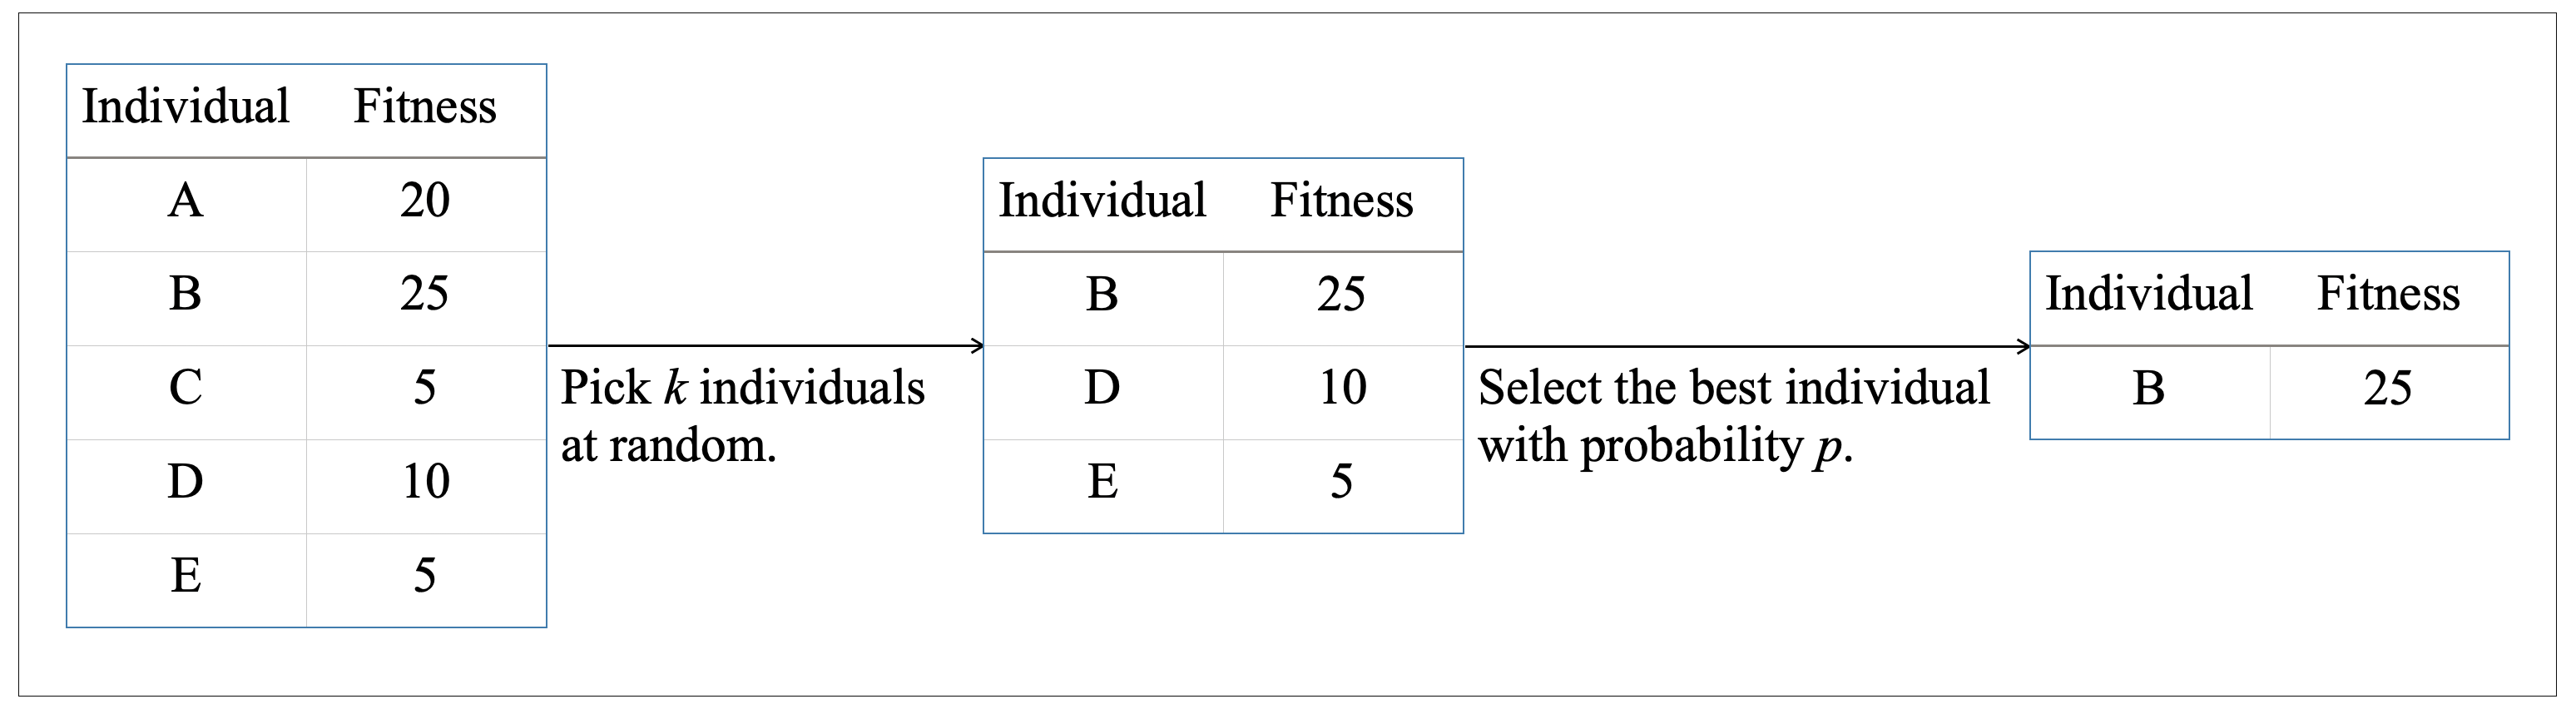 Individual Fitness
A 20
B 25
C 5
D 10
E 5
Pick k individuals
at random.
Individual Fitness
B 25
D 10
E 5
Select the best individual
with probability p.
Individual Fitness
B 25